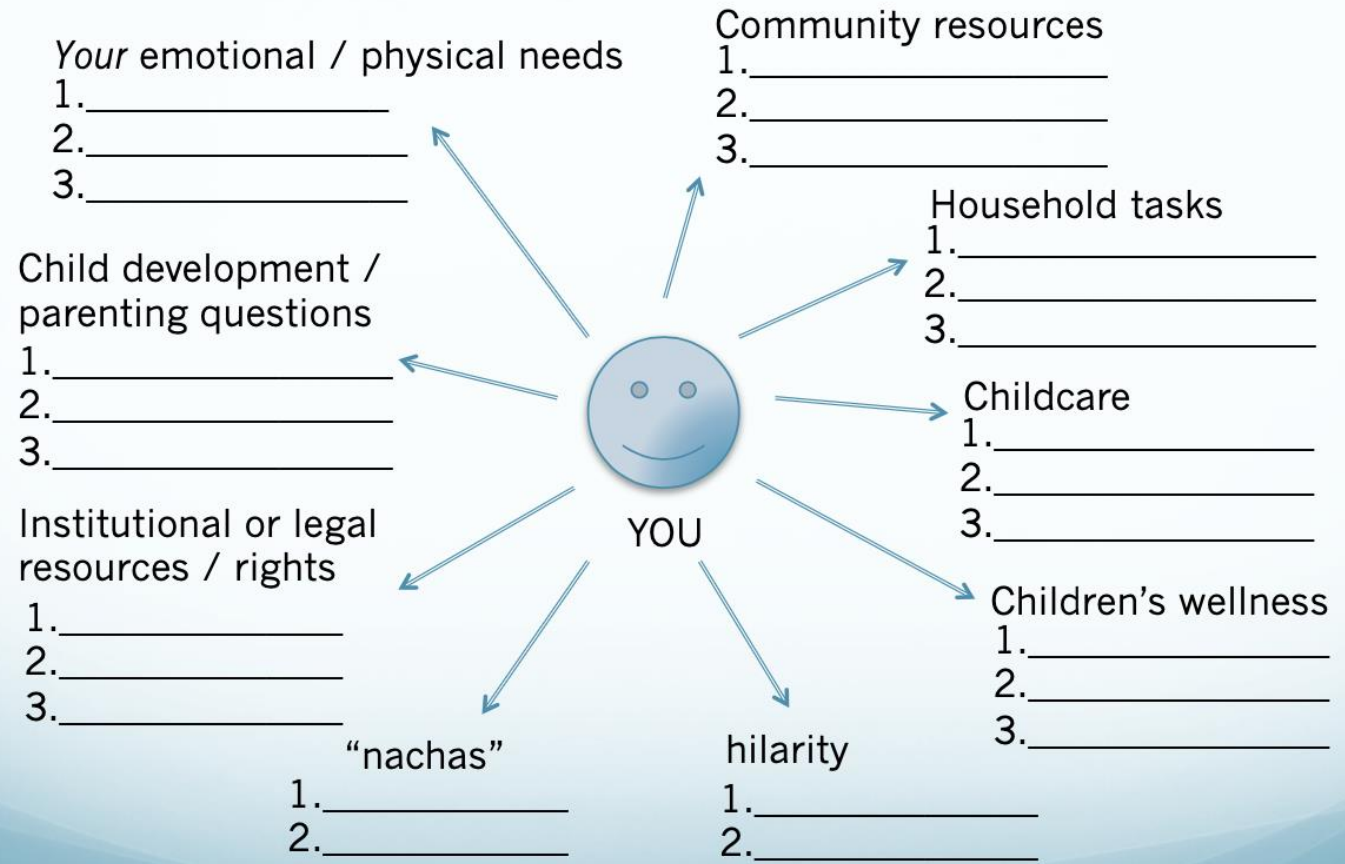 Your emotional / physical needs
1.
2.
3.
Community resources
1.
2.
3.
Household tasks
1.
2.
3.
Child development /
parenting questions
1.
2.
3.
Childcare
1.
2.
3.
YOU
Institutional or legal
resources / rights
1.
2.
3.
Children’s wellness
1.
2.
3.
“nachas”
1.
2.
hilarity
1.
2.